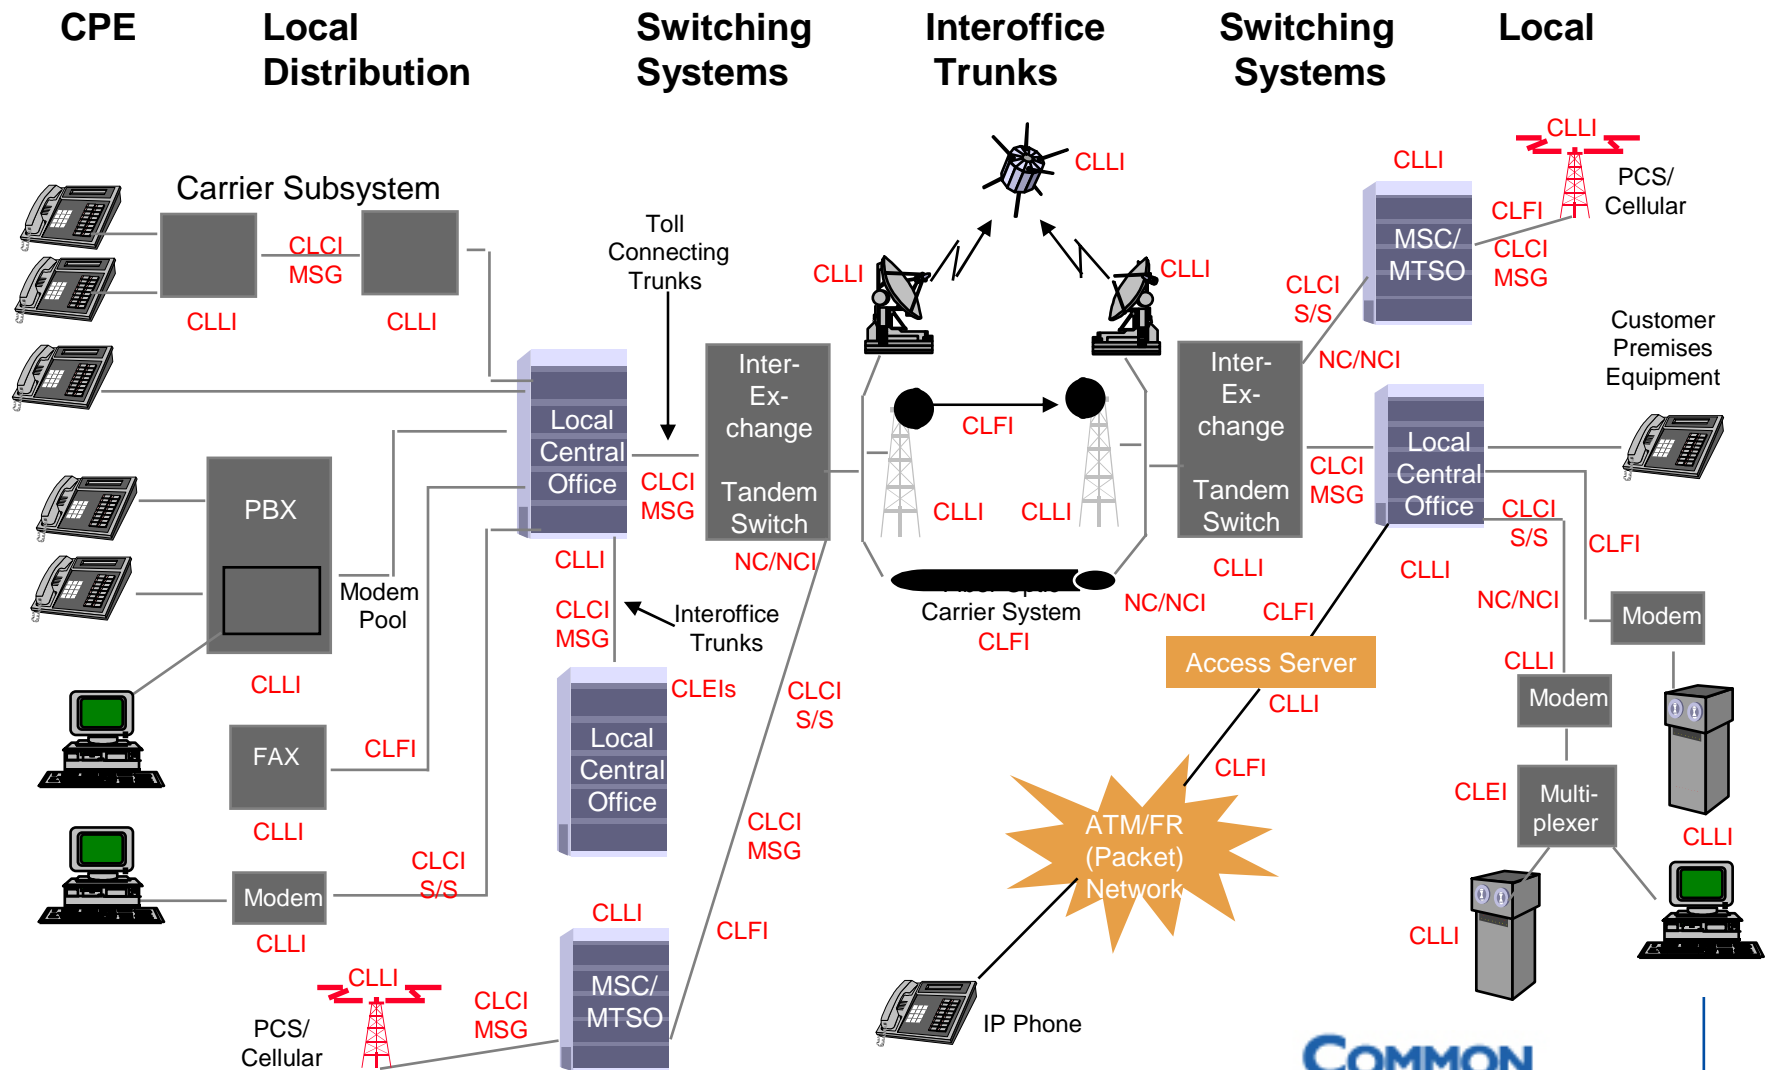 CPE
Local
Distribution
Switching
Systems
Interoffice
Trunks
Switching
Systems
Local
Carrier Subsystem
CLCI
MSG
CLLI
CLLI
Toll
Connecting
Trunks
CLLI
CLLI
CLLI
CLLI
CLLI
PCS/
Cellular
CLFI
CLCI
MSG
MSC/
MTSO
CLCI
S/S
NC/NCI
Customer
Premises
Equipment
Local
Central
Office
CLCI
MSG
Inter-
Ex-
change
Tandem
Switch
NC/NCI
CLFI
CLLI
CLLI
Inter-
Ex-
change
Tandem
Switch
CLLI
CLCI
MSG
Local
Central
Office
CLLI
CLCI
S/S
CLFI
NC/NCI
PBX
Modem
Pool
CLLI
CLLI
CLCI
MSG
Interoffice
Trunks
Carrier System
CLFI
NC/NCI
CLFI
Access Server
CLLI
CLFI
Modem
CLLI
Modem
FAX
CLFI
CLLI
CLEIs
Local
Central
Office
CLCI
S/S
CLCI
MSG
CLFI
CLEI
Multi-
plexer
CLLI
CLLI
ATM/FR
(Packet)
Network
Modem
CLCI
S/S
CLLI
CLLI
MSC/
MTSO
CLLI
PCS/
Cellular
CLCI
MSG
IP Phone
COMMON